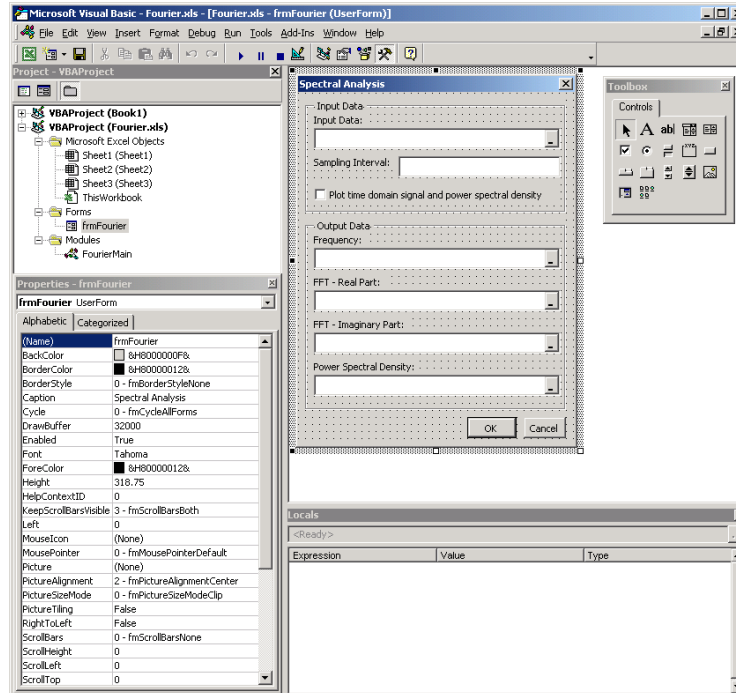 Microsoft Visual Basic - Fourier.xls - [Fourier.xls - frmFourier (UserForm)]
File Edit View Insert Format Debug Run Tools Add-Ins Window Help
Project - VBAProject
VBAProject (Book1)
VBAProject (Fourier.xls)
Microsoft Excel Objects
Sheet1 (Sheet1)
Sheet2 (Sheet2)
Sheet3 (Sheet3)
ThisWorkbook
Forms
frmFourier
Modules
FourierMain
Properties - frmFourier
frmFourier UserForm
Alphabetic Categorized
(Name) frmFourier
BackColor &H8000000F&
BorderColor &H80000012&
BorderStyle 0 - fmBorderStyleNone
Caption Spectral Analysis
Cycle 0 - fmCycleAllForms
DrawBuffer 32000
Enabled True
Font Tahoma
ForeColor &H80000012&
Height 318.75
HelpContextID 0
KeepScrollBarsVisible 3 - fmScrollBarsBoth
Left 0
MouseIcon (None)
MousePointer 0 - fmMousePointerDefault
Picture (None)
PictureAlignment 2 - fmPictureAlignmentCenter
PictureSizeMode 0 - fmPictureSizeModeClip
PictureTiling False
RightToLeft False
ScrollBars 0 - fmScrollBarsNone
ScrollHeight 0
ScrollLeft 0
ScrollTop 0
Spectral Analysis
Input Data
Input Data:
Sampling Interval:
Plot time domain signal and power spectral density
Output Data
Frequency:
FFT - Real Part:
FFT - Imaginary Part:
Power Spectral Density:
OK Cancel
Toolbox
Controls
A ab|
Locals
<Ready>
Expression Value Type